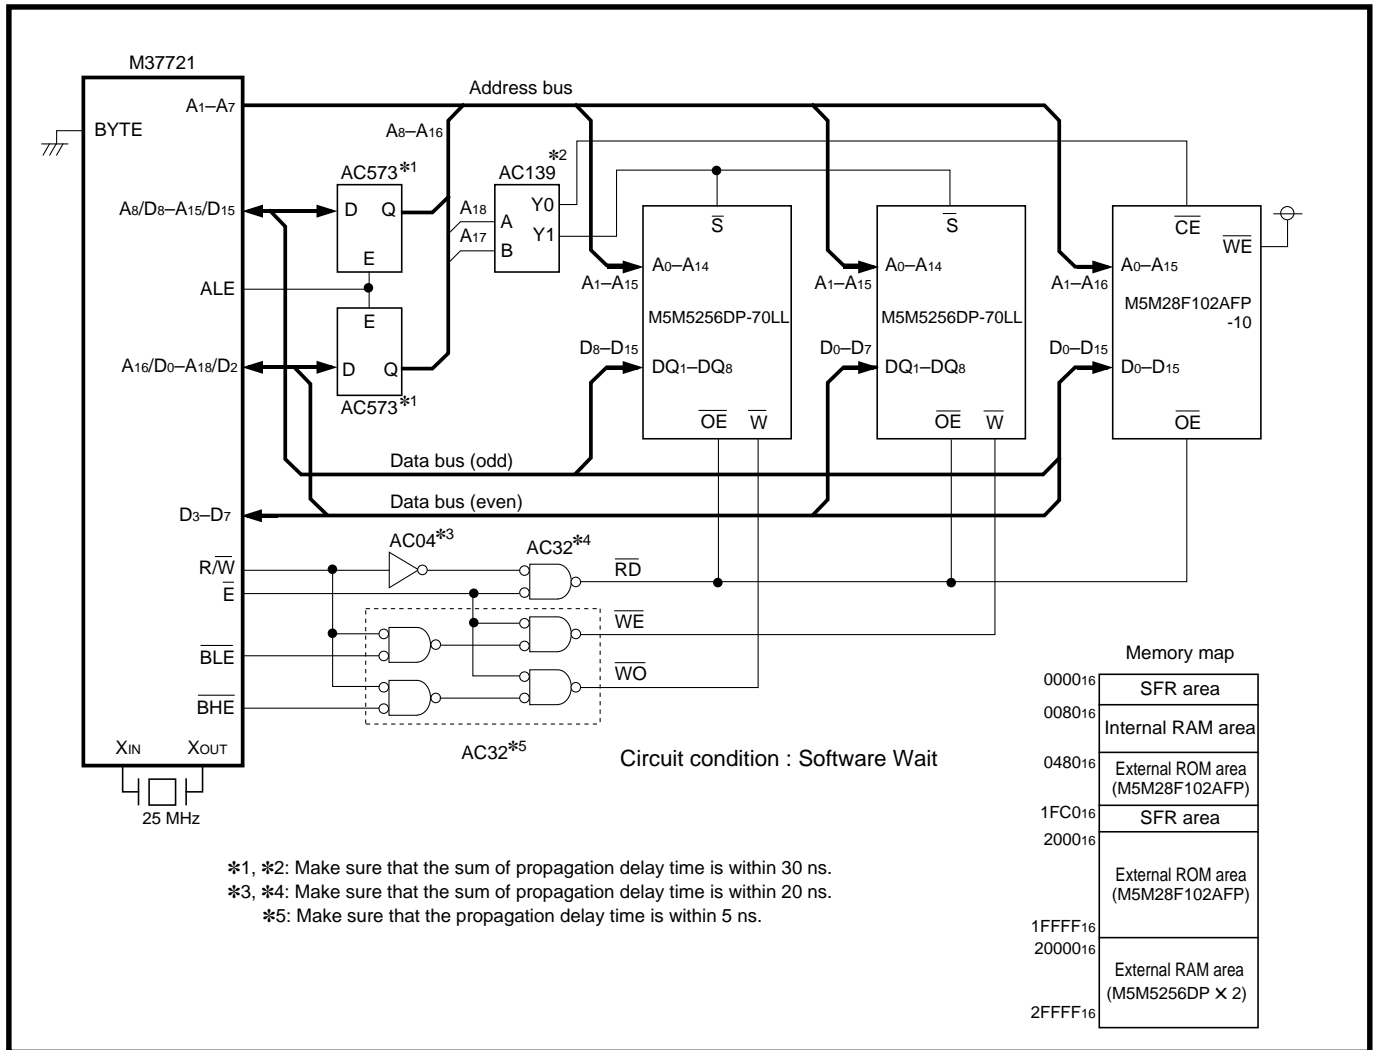 M37721
Address bus
A1–A7
BYTE
A8–A16
AC573*1
AC139*2
A8/D8–A15/D15
D Q
E
A18
A17
A
B
Y0
Y1
S
S
CE
WE
A0–A14
A1–A15
A0–A14
A1–A15
A0–A15
A1–A16
ALE
E
M5M5256DP-70LL
M5M5256DP-70LL
M5M28F102AFP
-10
A16/D0–A18/D2
D Q
AC573*1
D8–D15
DQ1–DQ8
D0–D7
DQ1–DQ8
D0–D15
D0–D15
OE W
OE W
OE
Data bus (odd)
Data bus (even)
D3–D7
AC04*3
AC32*4
R/W
E
RD
WE
BLE
WO
BHE
AC32*5
XIN XOUT
25 MHz
Circuit condition : Software Wait
Memory map
000016
SFR area
008016
Internal RAM area
048016
External ROM area
(M5M28F102AFP)
1FC016
SFR area
200016
External ROM area
(M5M28F102AFP)
1FFFF16
2000016
External RAM area
(M5M5256DP × 2)
2FFFF16
*1, *2: Make sure that the sum of propagation delay time is within 30 ns.
*3, *4: Make sure that the sum of propagation delay time is within 20 ns.
*5: Make sure that the propagation delay time is within 5 ns.